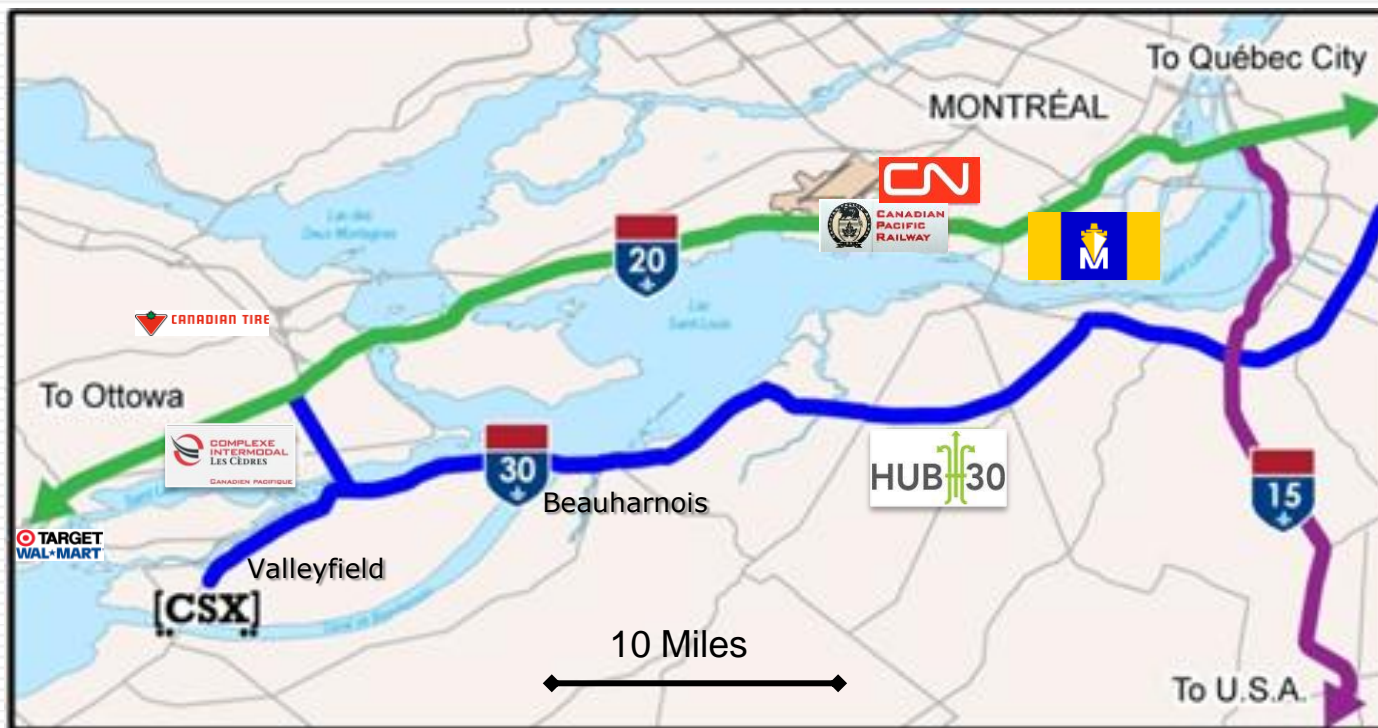 To Québec City
MONTRÉAL
CN
CANADIAN
PACIFIC
RAILWAY
M
20
Lac des
Deux Montagnes
Lac
Saint-Louis
CANADIAN TIRE
To Ottowa
COMPLEXE
INTERMODAL
LES CÈDRES
CANADIEN PACIFIQUE
30
HUB 30
Beauharnois
15
TARGET
WAL★MART
Valleyfield
[CSX]
10 Miles
To U.S.A.